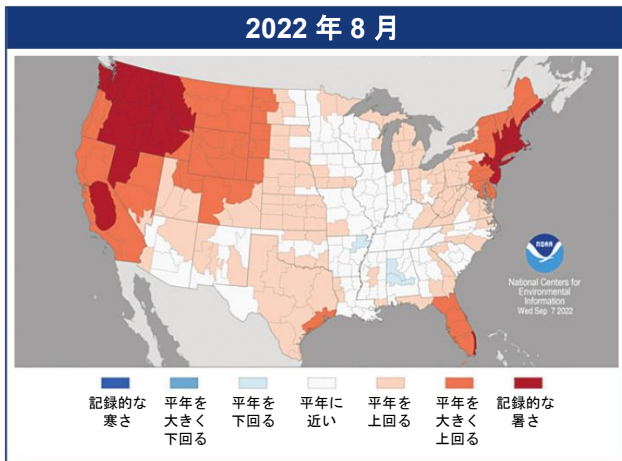 2022 年 8 月
NOAA
National Centers for
Environmental
Information
Wed Sep 7 2022
記録的な
寒さ
平年を
大きく
下回る
平年を
下回る
平年に
近い
平年を
上回る
平年を
大きく
上回る
記録的な
暑さ